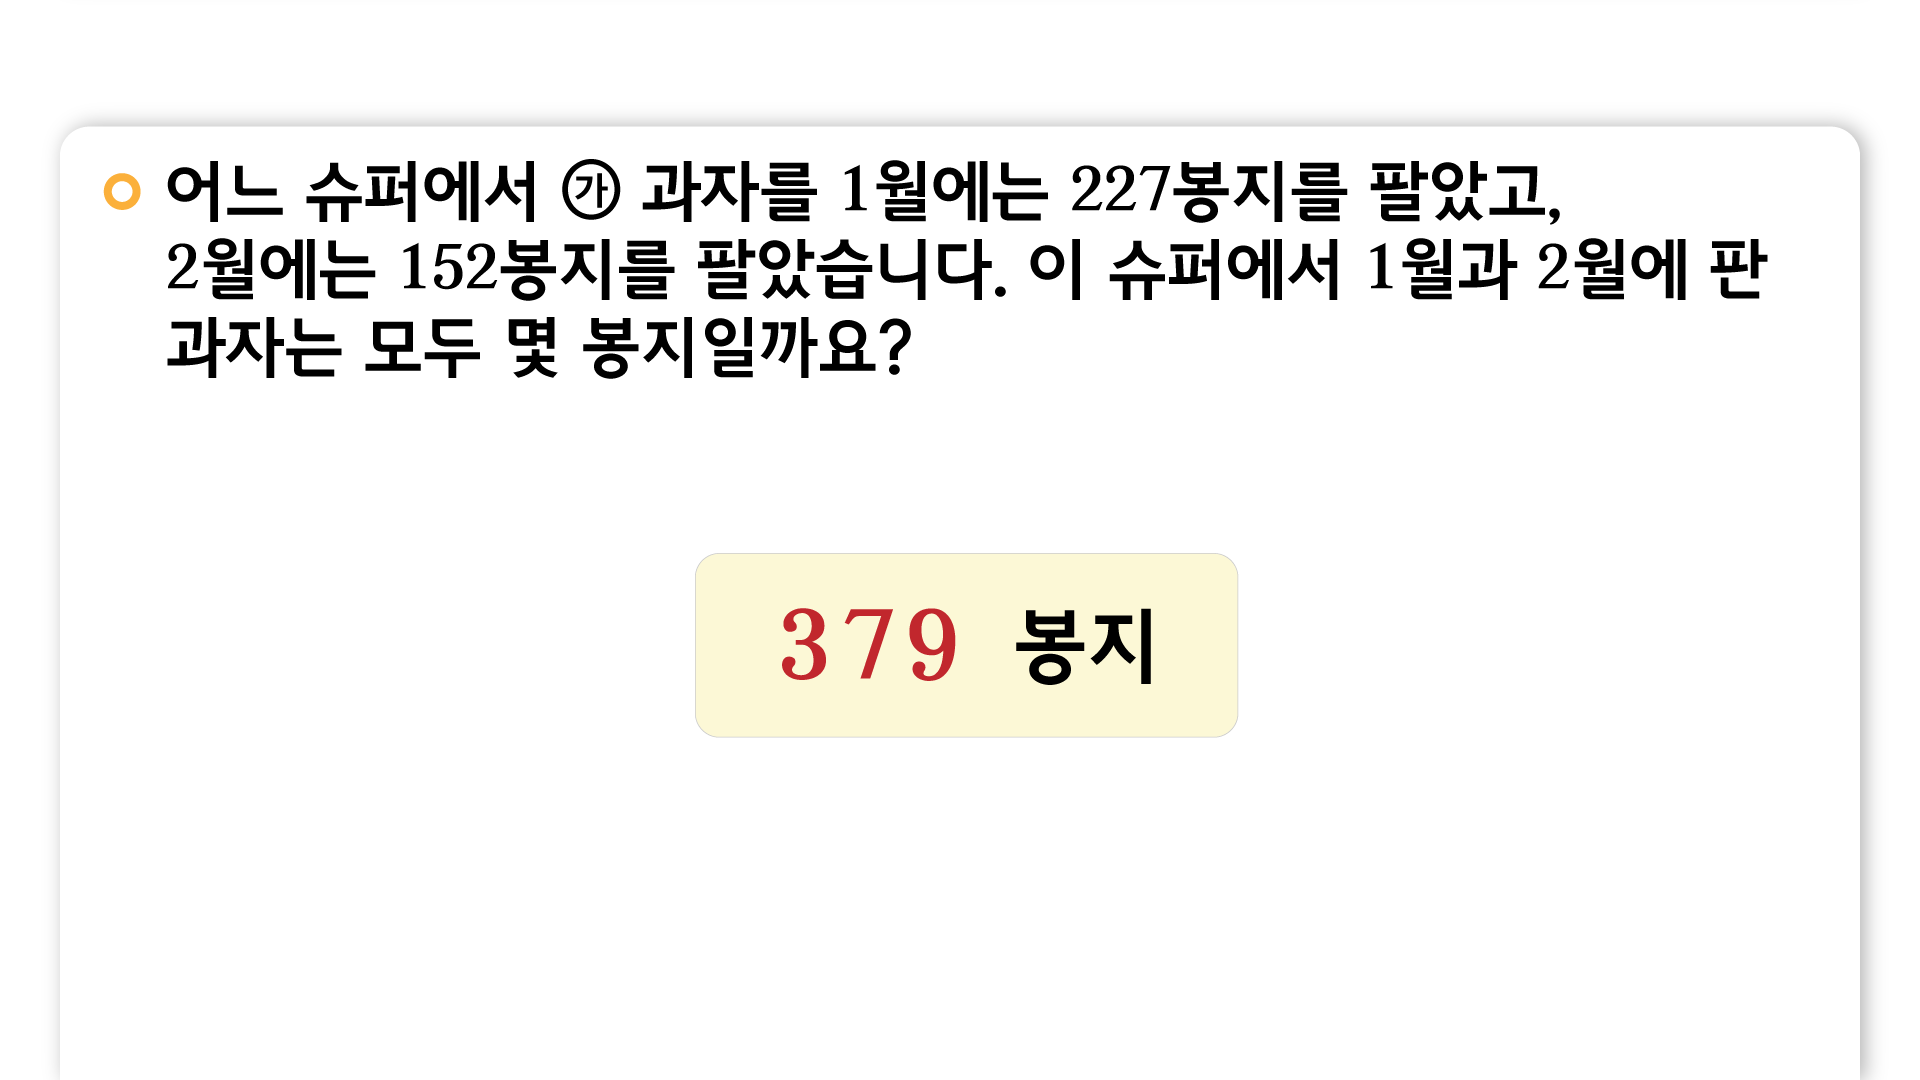 어느 슈퍼에서 ㉮ 과자를 1월에는 227봉지를 팔았고,
2월에는 152봉지를 팔았습니다. 이 슈퍼에서 1월과 2월에 판
과자는 모두 몇 봉지일까요?
379 봉지